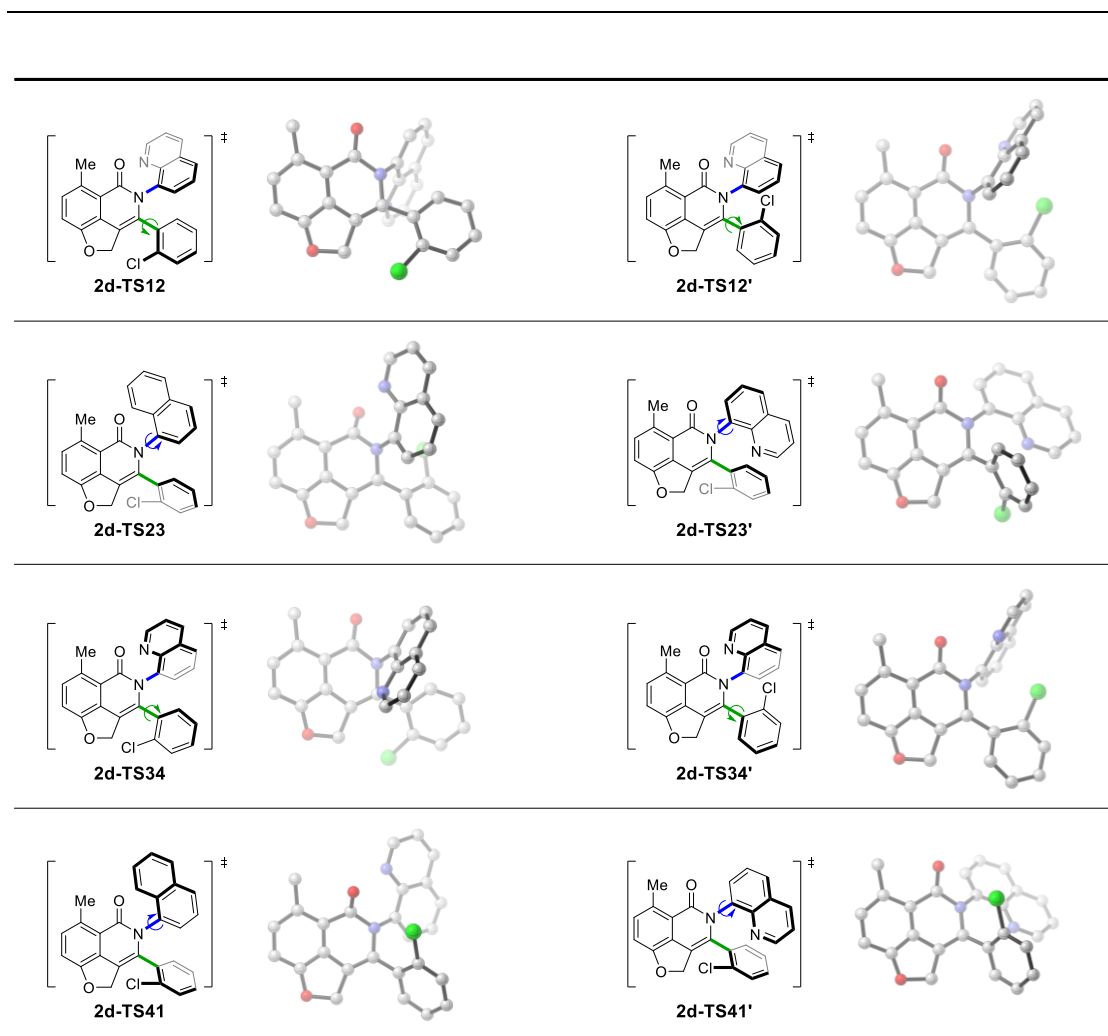 ‡
‡
Me
O
N
N
O
Cl
2d-TS12
Me
O
N
N
Cl
O
2d-TS12'
‡
‡
Me
O
N
O
Cl
2d-TS23
Me
O
N
N
O
Cl
2d-TS23'
‡
‡
Me
O
N
N
O
Cl
2d-TS34
Me
O
N
N
Cl
O
2d-TS34'
‡
‡
Me
O
N
O
Cl
2d-TS41
Me
O
N
N
O
Cl
2d-TS41'